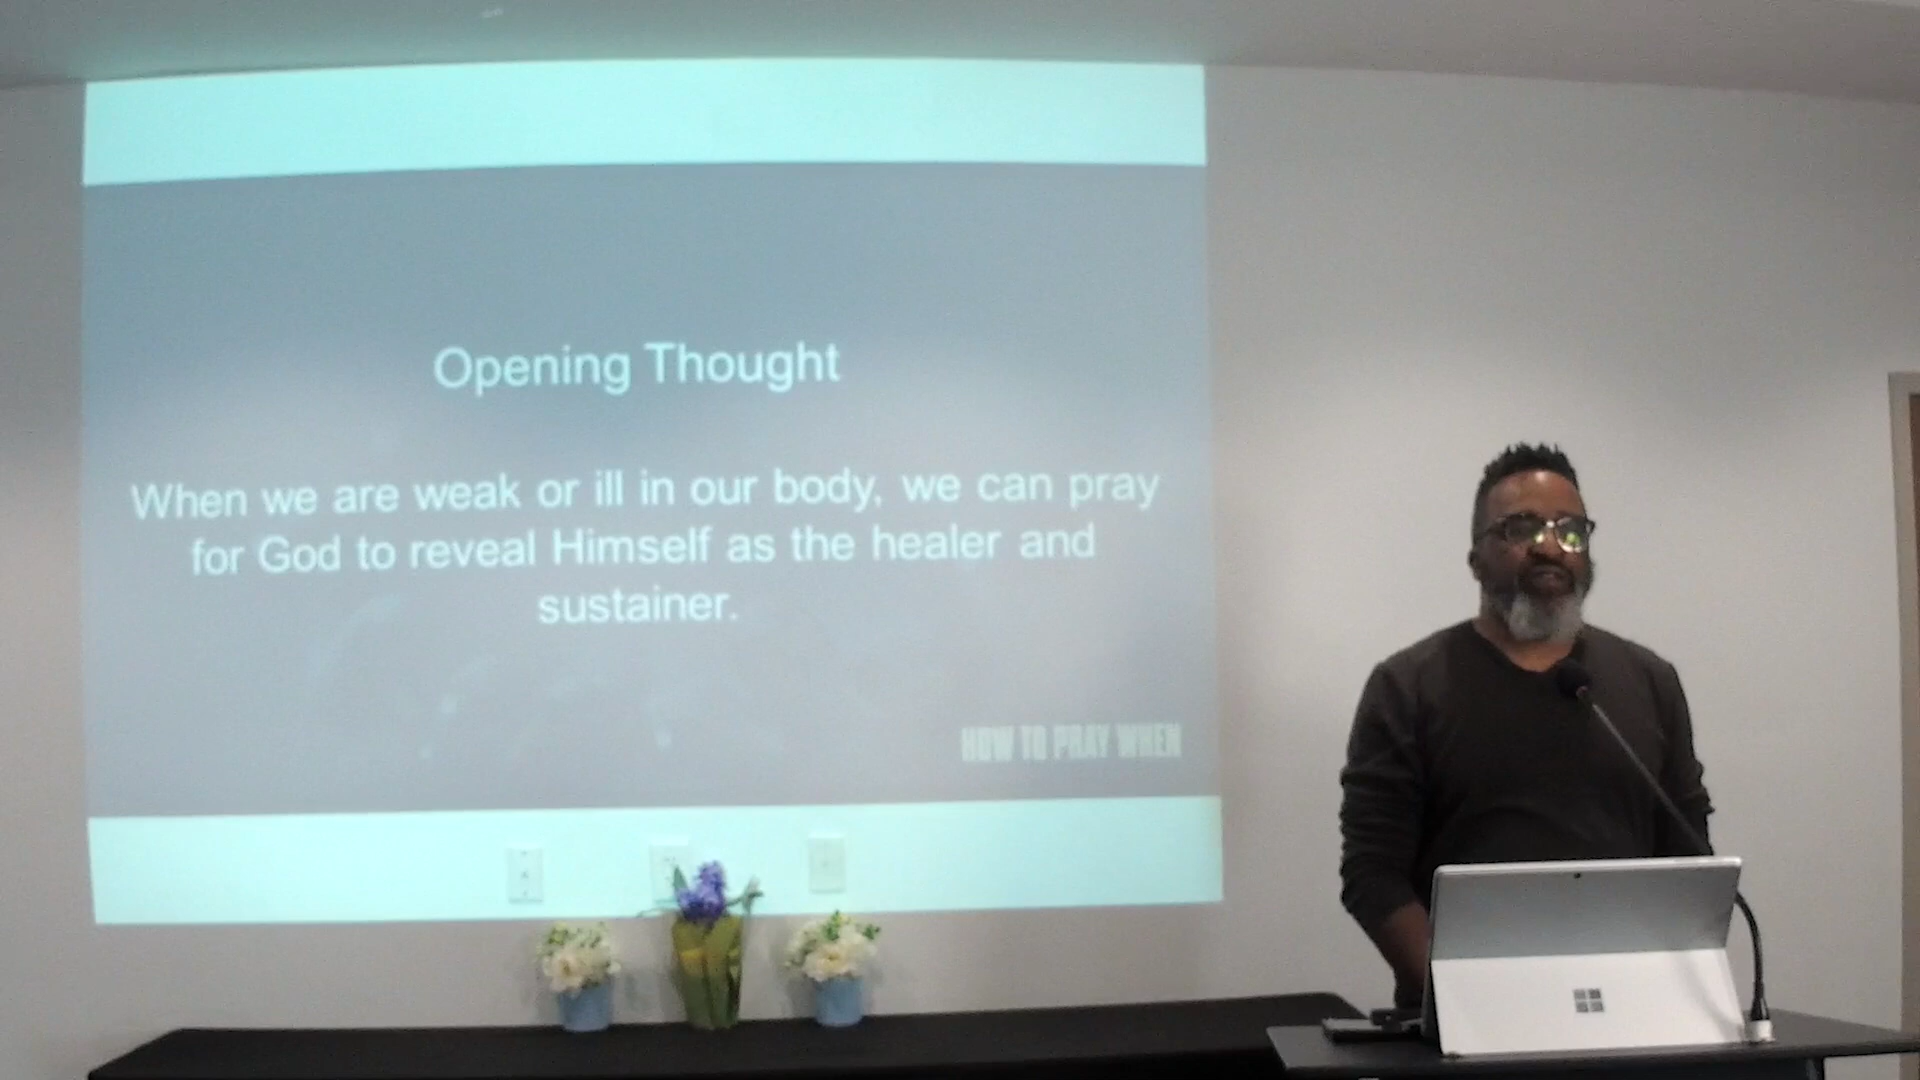 Opening Thought
When we are weak or ill in our body, we can pray
for God to reveal Himself as the healer and
sustainer.
HOW TO PRAY WHEN